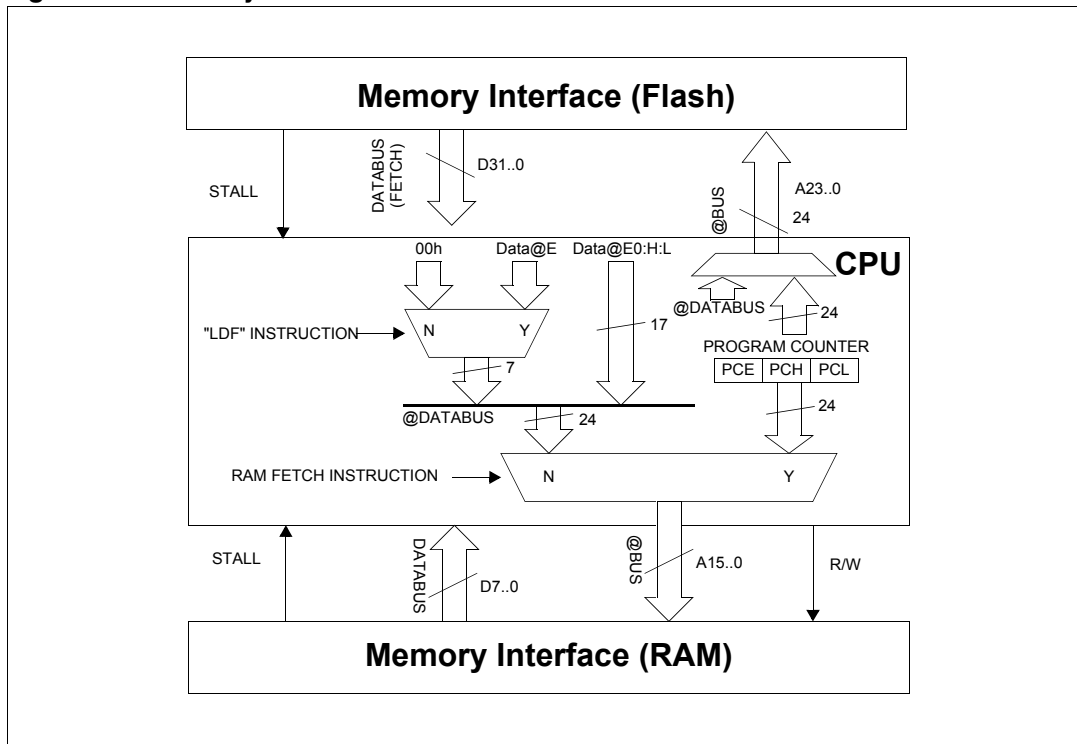 Memory Interface (Flash)
STALL
DATABUS
(FETCH)
D31..0
@BUS
A23..0
24
00h
Data@E
Data@E0:H:L
CPU
@DATABUS
24
"LDF" INSTRUCTION
N
Y
17
7
PROGRAM COUNTER
PCE
PCH
PCL
@DATABUS
24
24
RAM FETCH INSTRUCTION
N
Y
STALL
DATABUS
D7..0
@BUS
A15..0
R/W
Memory Interface (RAM)